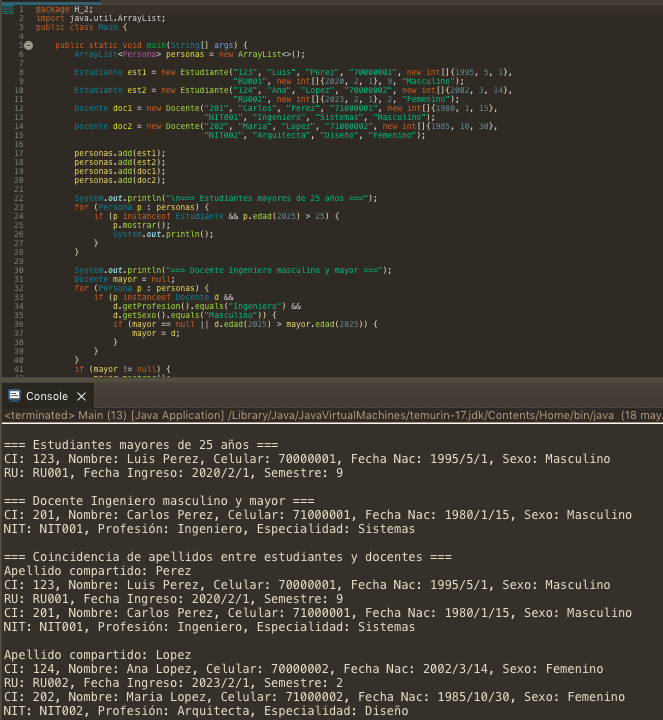 1 package H_2;
2 import java.util.ArrayList;
3 public class Main {
4
5 public static void main(String[] args) {
6 ArrayList<Persona> personas = new ArrayList<>();
7
8 Estudiante est1 = new Estudiante("123", "Luis", "Perez", "70000001", new int[]{1995, 5, 1},
9 "RU001", new int[]{2020, 2, 1}, 9, "Masculino");
10 Estudiante est2 = new Estudiante("124", "Ana", "Lopez", "70000002", new int[]{2002, 3, 14},
11 "RU002", new int[]{2023, 2, 1}, 2, "Femenino");
12 Docente doc1 = new Docente("201", "Carlos", "Perez", "71000001", new int[]{1980, 1, 15},
13 "NIT001", "Ingeniero", "Sistemas", "Masculino");
14 Docente doc2 = new Docente("202", "Maria", "Lopez", "71000002", new int[]{1985, 10, 30},
15 "NIT002", "Arquitecta", "Diseño", "Femenino");
16
17 personas.add(est1);
18 personas.add(est2);
19 personas.add(doc1);
20 personas.add(doc2);
21
22 System.out.println("\n=== Estudiantes mayores de 25 años ===");
23 for (Persona p : personas) {
24 if (p instanceof Estudiante && p.edad(2025) > 25) {
25 p.mostrar();
26 System.out.println();
27 }
28 }
29
30 System.out.println("=== Docente Ingeniero masculino y mayor ===");
31 Docente mayor = null;
32 for (Persona p : personas) {
33 if (p instanceof Docente d &&
34 d.getProfesion().equals("Ingeniero") &&
35 d.getSexo().equals("Masculino")) {
36 if (mayor == null || d.edad(2025) > mayor.edad(2025)) {
37 mayor = d;
38 }
39 }
40 }
41 if (mayor != null) {
Console
<terminated> Main (13) [Java Application] /Library/Java/JavaVirtualMachines/temurin-17.jdk/Contents/Home/bin/java (18 may.
=== Estudiantes mayores de 25 años ===
CI: 123, Nombre: Luis Perez, Celular: 70000001, Fecha Nac: 1995/5/1, Sexo: Masculino
RU: RU001, Fecha Ingreso: 2020/2/1, Semestre: 9
=== Docente Ingeniero masculino y mayor ===
CI: 201, Nombre: Carlos Perez, Celular: 71000001, Fecha Nac: 1980/1/15, Sexo: Masculino
NIT: NIT001, Profesión: Ingeniero, Especialidad: Sistemas
=== Coincidencia de apellidos entre estudiantes y docentes ===
Apellido compartido: Perez
CI: 123, Nombre: Luis Perez, Celular: 70000001, Fecha Nac: 1995/5/1, Sexo: Masculino
RU: RU001, Fecha Ingreso: 2020/2/1, Semestre: 9
CI: 201, Nombre: Carlos Perez, Celular: 71000001, Fecha Nac: 1980/1/15, Sexo: Masculino
NIT: NIT001, Profesión: Ingeniero, Especialidad: Sistemas
Apellido compartido: Lopez
CI: 124, Nombre: Ana Lopez, Celular: 70000002, Fecha Nac: 2002/3/14, Sexo: Femenino
RU: RU002, Fecha Ingreso: 2023/2/1, Semestre: 2
CI: 202, Nombre: Maria Lopez, Celular: 71000002, Fecha Nac: 1985/10/30, Sexo: Femenino
NIT: NIT002, Profesión: Arquitecta, Especialidad: Diseño